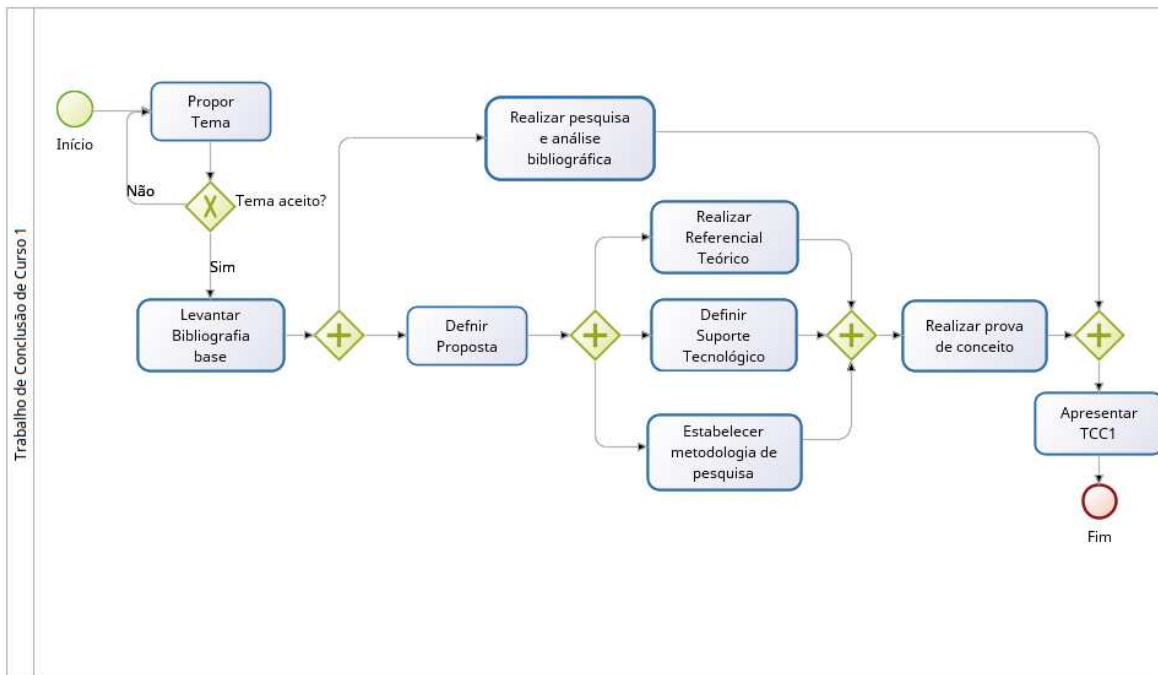 Trabalho de Conclusão de Curso 1
Início
Propor
Tema
Não
Tema aceito?
Sim
Levantar
Bibliografia
base
Realizar pesquisa
e análise
bibliográfica
Defnir
Proposta
Realizar
Referencial
Teórico
Definir
Suporte
Tecnológico
Estabelecer
metodologia de
pesquisa
Realizar prova
de conceito
Apresentar
TCC1
Fim